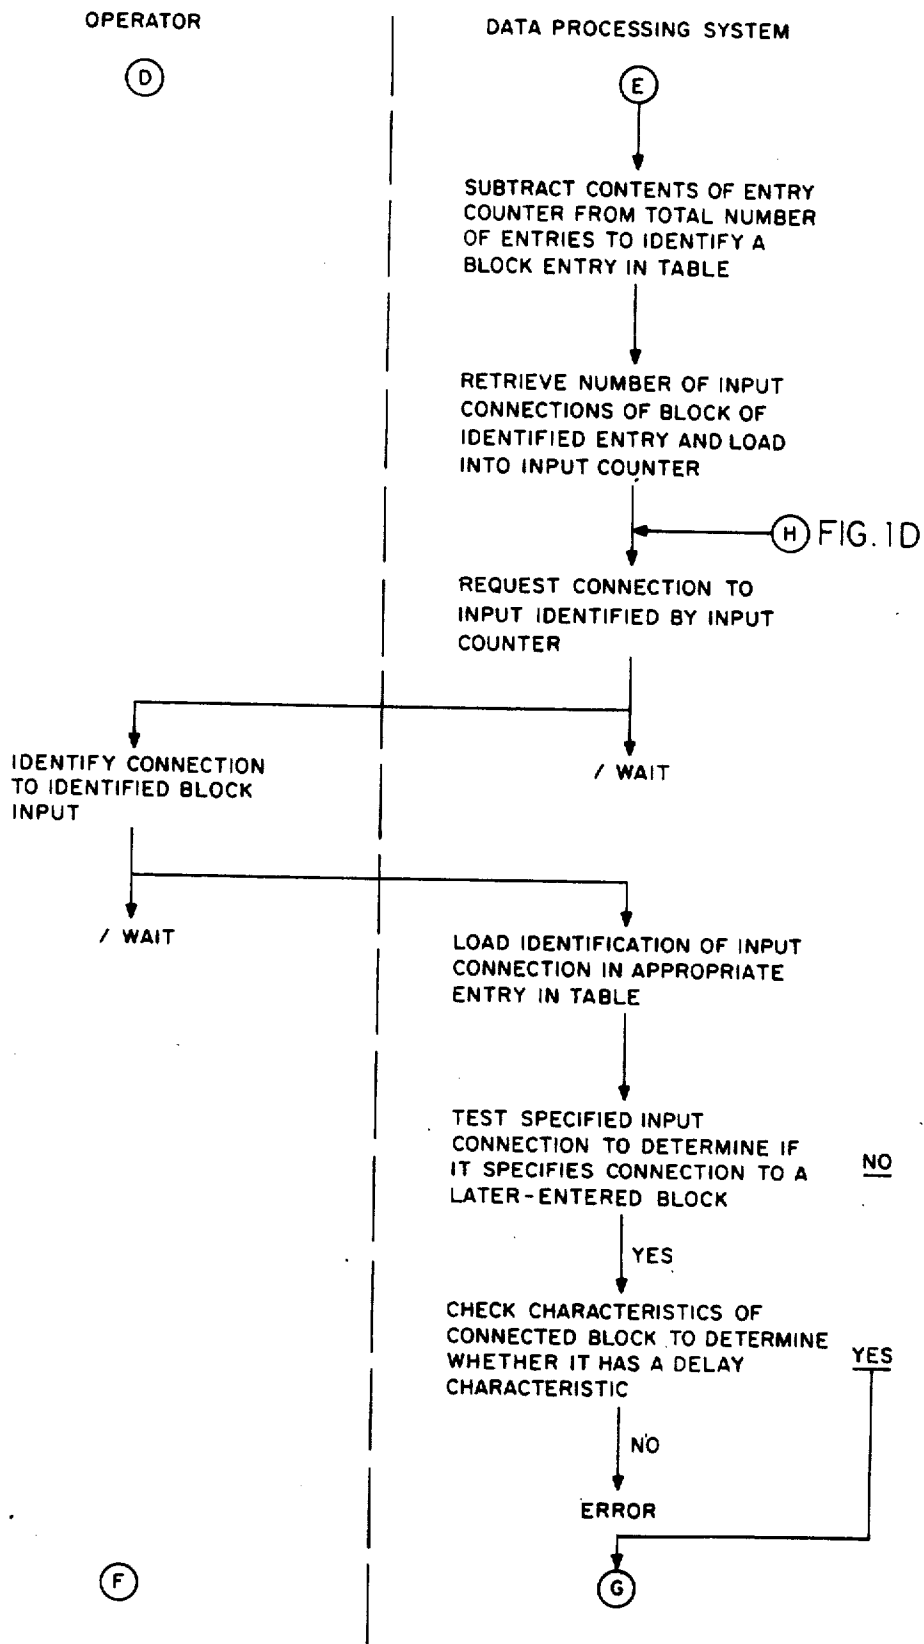 OPERATOR
DATA PROCESSING SYSTEM
D
E
SUBTRACT CONTENTS OF ENTRY
COUNTER FROM TOTAL NUMBER
OF ENTRIES TO IDENTIFY A
BLOCK ENTRY IN TABLE
RETRIEVE NUMBER OF INPUT
CONNECTIONS OF BLOCK OF
IDENTIFIED ENTRY AND LOAD
INTO INPUT COUNTER
H FIG. 1D
REQUEST CONNECTION TO
INPUT IDENTIFIED BY INPUT
COUNTER
IDENTIFY CONNECTION
TO IDENTIFIED BLOCK
INPUT
/ WAIT
/ WAIT
LOAD IDENTIFICATION OF INPUT
CONNECTION IN APPROPRIATE
ENTRY IN TABLE
TEST SPECIFIED INPUT
CONNECTION TO DETERMINE IF
IT SPECIFIES CONNECTION TO A
LATER-ENTERED BLOCK
NO
YES
CHECK CHARACTERISTICS OF
CONNECTED BLOCK TO DETERMINE
WHETHER IT HAS A DELAY
CHARACTERISTIC
YES
NO
ERROR
F
G